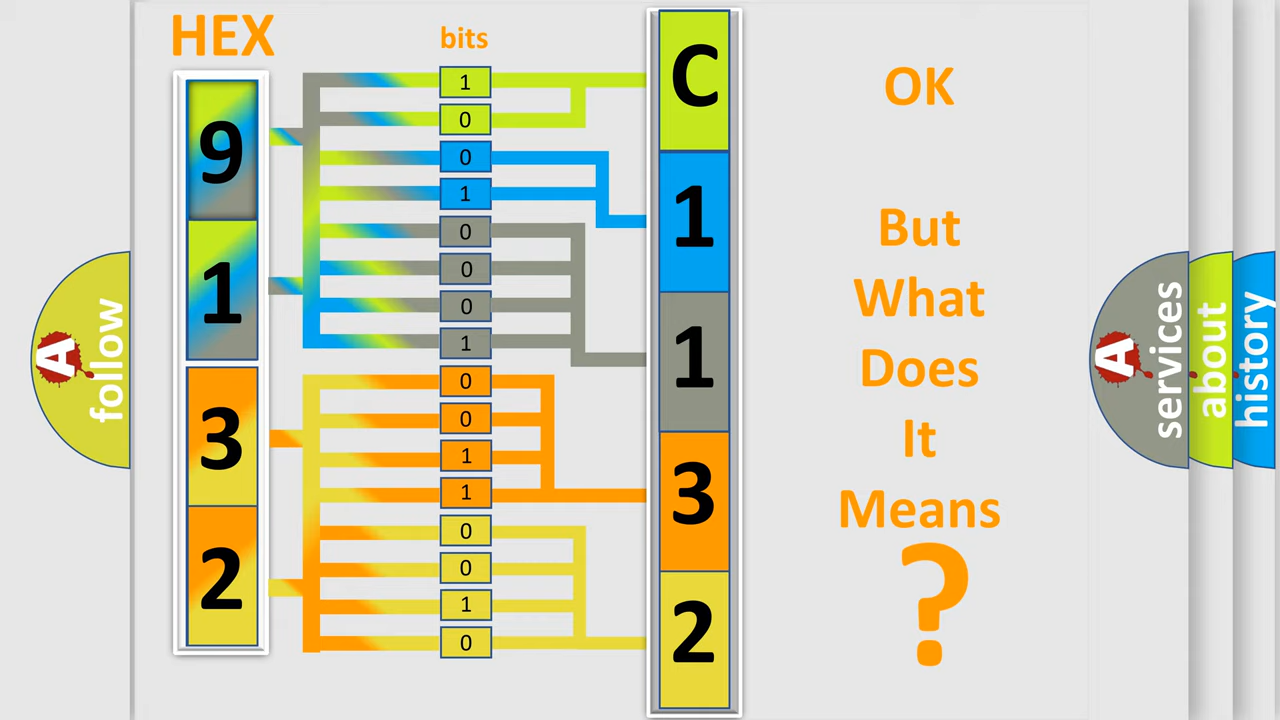 HEX
bits
9
1
3
2
1
0
0
1
0
0
0
1
0
0
1
1
0
0
1
0
C
1
1
3
2
OK
But
What
Does
It
Means
?
A
follow
A
services
about
history